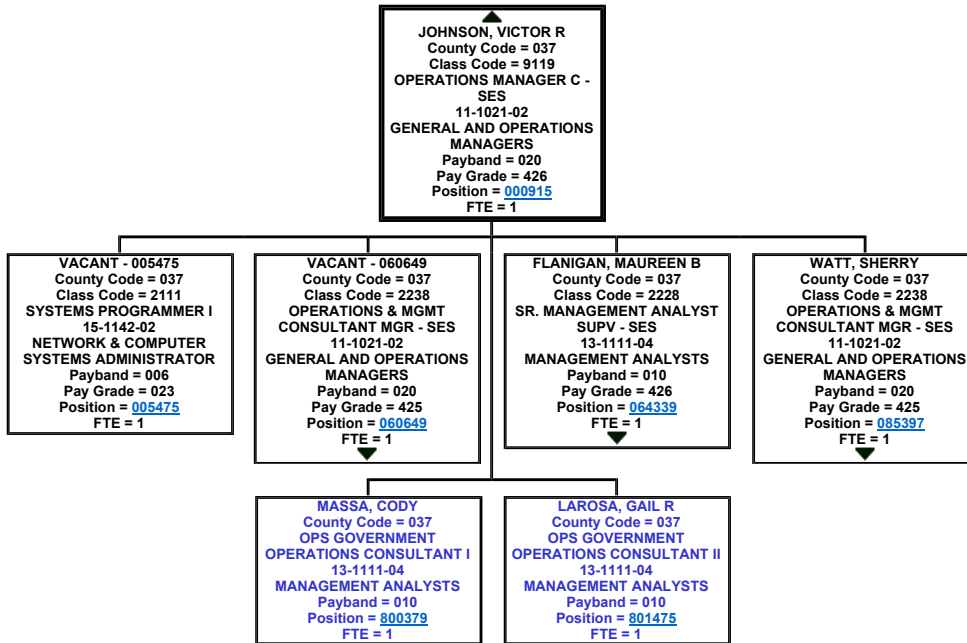 JOHNSON, VICTOR R
County Code = 037
Class Code = 9119
OPERATIONS MANAGER C -
SES
11-1021-02
GENERAL AND OPERATIONS
MANAGERS
Payband = 020
Pay Grade = 426
Position = 000915
FTE = 1
VACANT - 005475
County Code = 037
Class Code = 2111
SYSTEMS PROGRAMMER I
15-1142-02
NETWORK & COMPUTER
SYSTEMS ADMINISTRATOR
Payband = 006
Pay Grade = 023
Position = 005475
FTE = 1
VACANT - 060649
County Code = 037
Class Code = 2238
OPERATIONS & MGMT
CONSULTANT MGR - SES
11-1021-02
GENERAL AND OPERATIONS
MANAGERS
Payband = 020
Pay Grade = 425
Position = 060649
FTE = 1
FLANIGAN, MAUREEN B
County Code = 037
Class Code = 2228
SR. MANAGEMENT ANALYST
SUPV - SES
13-1111-04
MANAGEMENT ANALYSTS
Payband = 010
Pay Grade = 426
Position = 064339
FTE = 1
WATT, SHERRY
County Code = 037
Class Code = 2238
OPERATIONS & MGMT
CONSULTANT MGR - SES
11-1021-02
GENERAL AND OPERATIONS
MANAGERS
Payband = 020
Pay Grade = 425
Position = 085397
FTE = 1
MASSA, CODY
County Code = 037
OPS GOVERNMENT
OPERATIONS CONSULTANT I
13-1111-04
MANAGEMENT ANALYSTS
Payband = 010
Position = 800379
FTE = 1
LAROSA, GAIL R
County Code = 037
OPS GOVERNMENT
OPERATIONS CONSULTANT II
13-1111-04
MANAGEMENT ANALYSTS
Payband = 010
Position = 801475
FTE = 1